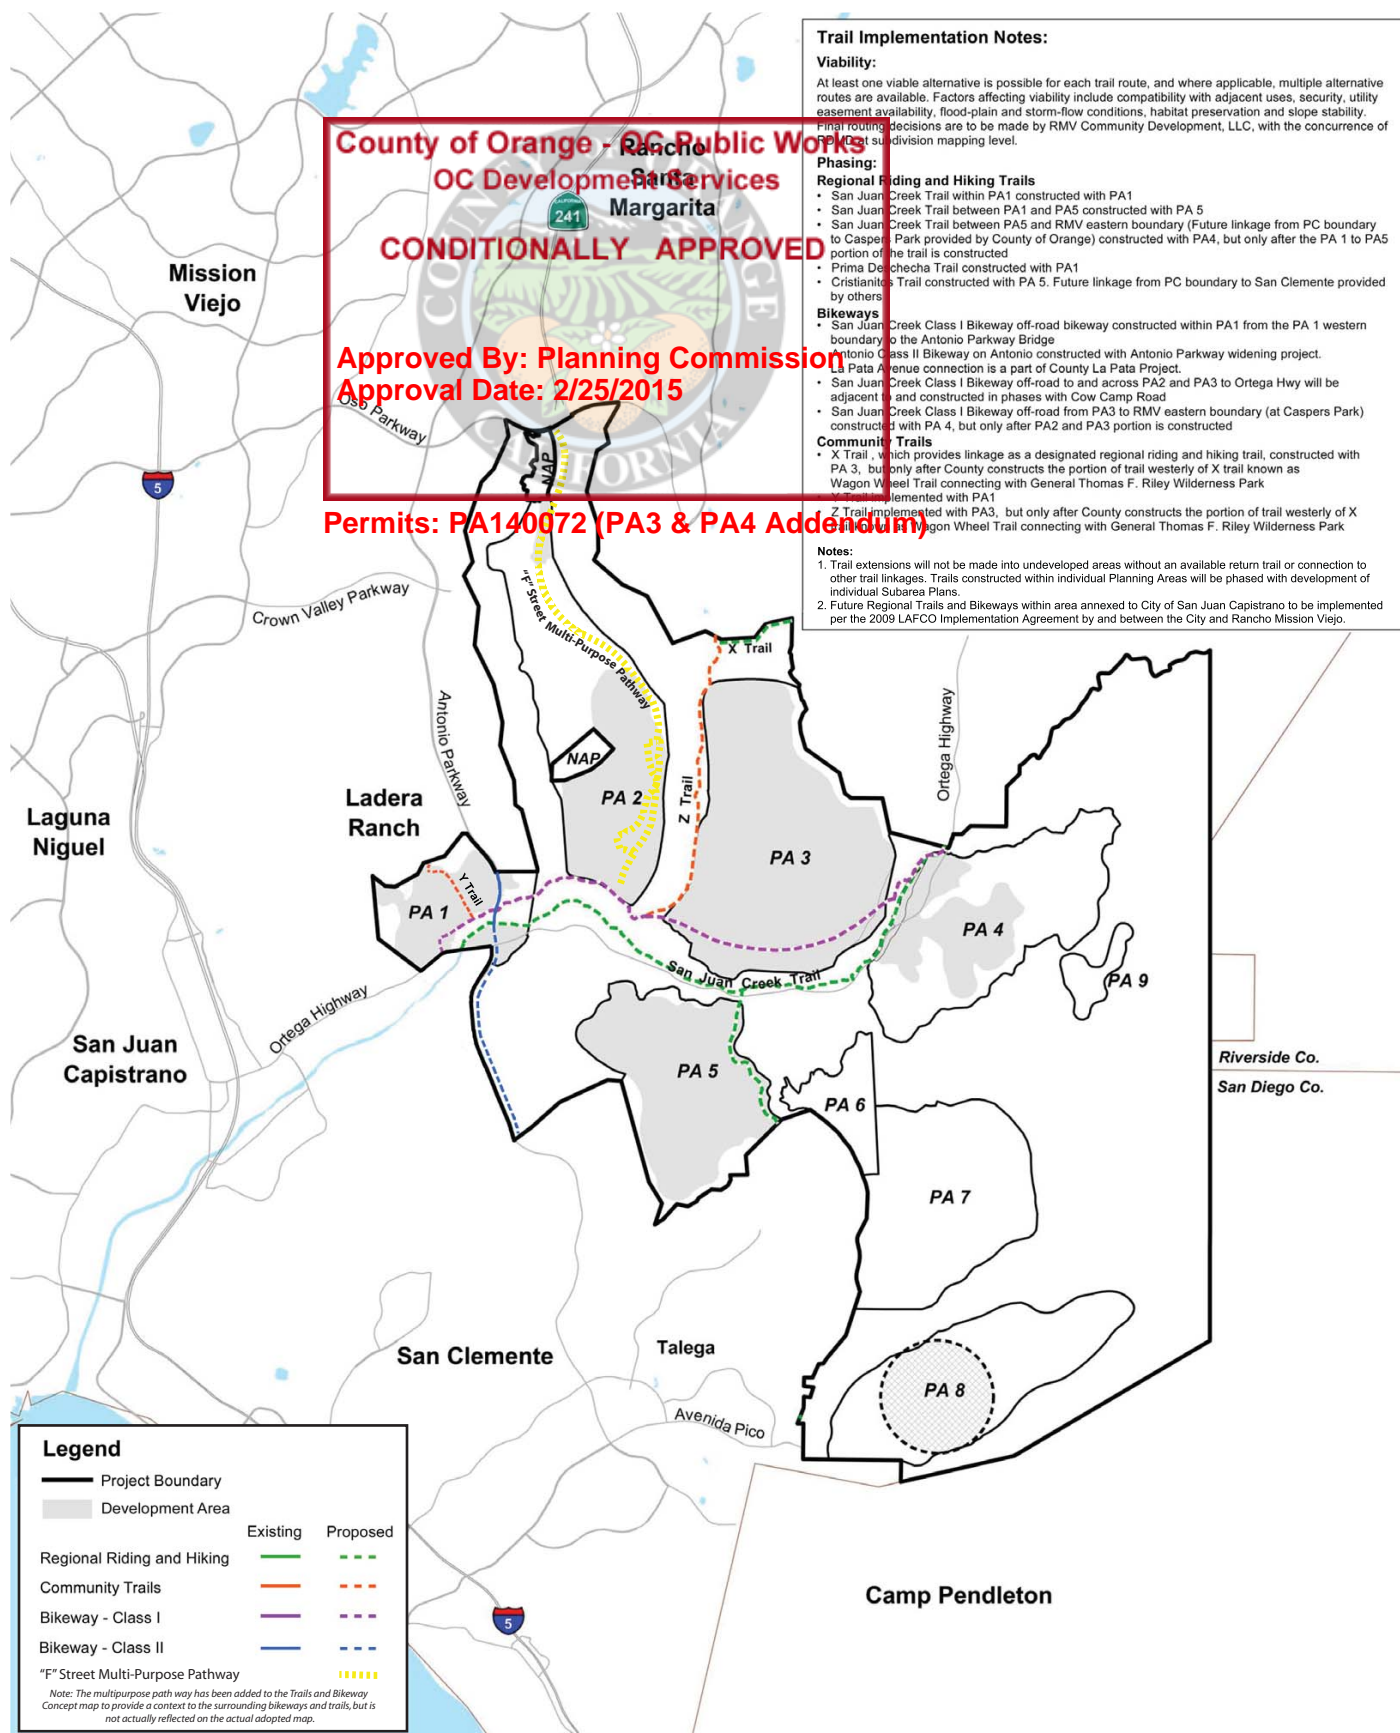 Trail Implementation Notes:
Viability:
At least one viable alternative is possible for each trail route, and where applicable, multiple alternative
routes are available. Factors affecting viability include compatibility with adjacent uses, security, utility
easement availability, flood-plain and storm-flow conditions, habitat preservation and slope stability.
Final routing decisions are to be made by RMV Community Development, LLC, with the concurrence of
RDMD at subdivision mapping level.
Phasing:
Regional Riding and Hiking Trails
• San Juan Creek Trail within PA1 constructed with PA1
• San Juan Creek Trail between PA1 and PA5 constructed with PA 5
• San Juan Creek Trail between PA5 and RMV eastern boundary (Future linkage from PC boundary
to Caspers Park provided by County of Orange) constructed with PA4, but only after the PA 1 to PA5
portion of the trail is constructed
• Prima Deschecha Trail constructed with PA1
• Cristianitos Trail constructed with PA 5. Future linkage from PC boundary to San Clemente provided
by others
Bikeways
• San Juan Creek Class I Bikeway off-road bikeway constructed within PA1 from the PA 1 western
boundary to the Antonio Parkway Bridge
Antonio Class II Bikeway on Antonio constructed with Antonio Parkway widening project.
La Pata Avenue connection is a part of County La Pata Project.
• San Juan Creek Class I Bikeway off-road to and across PA2 and PA3 to Ortega Hwy will be
adjacent to and constructed in phases with Cow Camp Road
• San Juan Creek Class I Bikeway off-road from PA3 to RMV eastern boundary (at Caspers Park)
constructed with PA 4, but only after PA2 and PA3 portion is constructed
Community Trails
• X Trail , which provides linkage as a designated regional riding and hiking trail, constructed with
PA 3, but only after County constructs the portion of trail westerly of X trail known as
Wagon Wheel Trail connecting with General Thomas F. Riley Wilderness Park
• Y Trail implemented with PA1
Z Trail implemented with PA3, but only after County constructs the portion of trail westerly of X
trail known as Wagon Wheel Trail connecting with General Thomas F. Riley Wilderness Park
Notes:
1. Trail extensions will not be made into undeveloped areas without an available return trail or connection to
other trail linkages. Trails constructed within individual Planning Areas will be phased with development of
individual Subarea Plans.
2. Future Regional Trails and Bikeways within area annexed to City of San Juan Capistrano to be implemented
per the 2009 LAFCO Implementation Agreement by and between the City and Rancho Mission Viejo.
County of Orange - OC Public Works
OC Development Services
CONDITIONALLY APPROVED
Approved By: Planning Commission
Approval Date: 2/25/2015
Permits: PA140072 (PA3 & PA4 Addendum)
COUNTY OF ORANGE
CALIFORNIA
Rancho
Santa
Margarita
CALIFORNIA
241
Mission
Viejo
Oso Parkway
NAP
5
"F" Street Multi-Purpose Pathway
Crown Valley Parkway
X Trail
Antonio Parkway
Ortega Highway
NAP
PA 2
Z Trail
Ladera
Ranch
Laguna
Niguel
PA 3
Y Trail
PA 1
PA 4
San Juan Creek Trail
PA 9
Ortega Highway
San Juan
Capistrano
PA 5
PA 6
Riverside Co.
San Diego Co.
PA 7
San Clemente
Talega
PA 8
Avenida Pico
Camp Pendleton
5
Legend
Project Boundary
Development Area
Existing Proposed
Regional Riding and Hiking
Community Trails
Bikeway - Class I
Bikeway - Class II
"F" Street Multi-Purpose Pathway
Note: The multipurpose path way has been added to the Trails and Bikeway
Concept map to provide a context to the surrounding bikeways and trails, but is
not actually reflected on the actual adopted map.